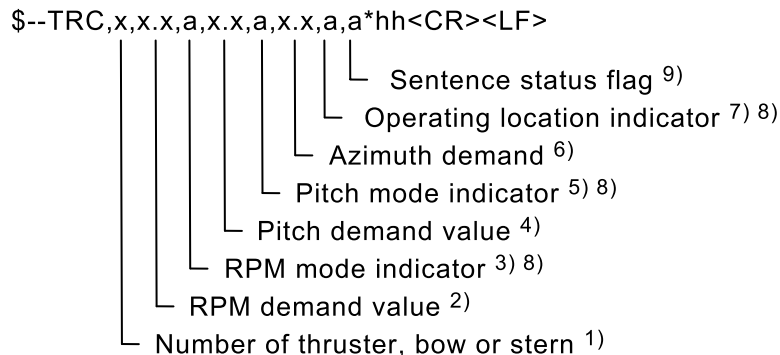 $--TRC,x,x.x,a,x.x,a,x.x,a,a*hh<CR><LF>
Sentence status flag 9)
Operating location indicator 7) 8)
Azimuth demand 6)
Pitch mode indicator 5) 8)
Pitch demand value 4)
RPM mode indicator 3) 8)
RPM demand value 2)
Number of thruster, bow or stern 1)